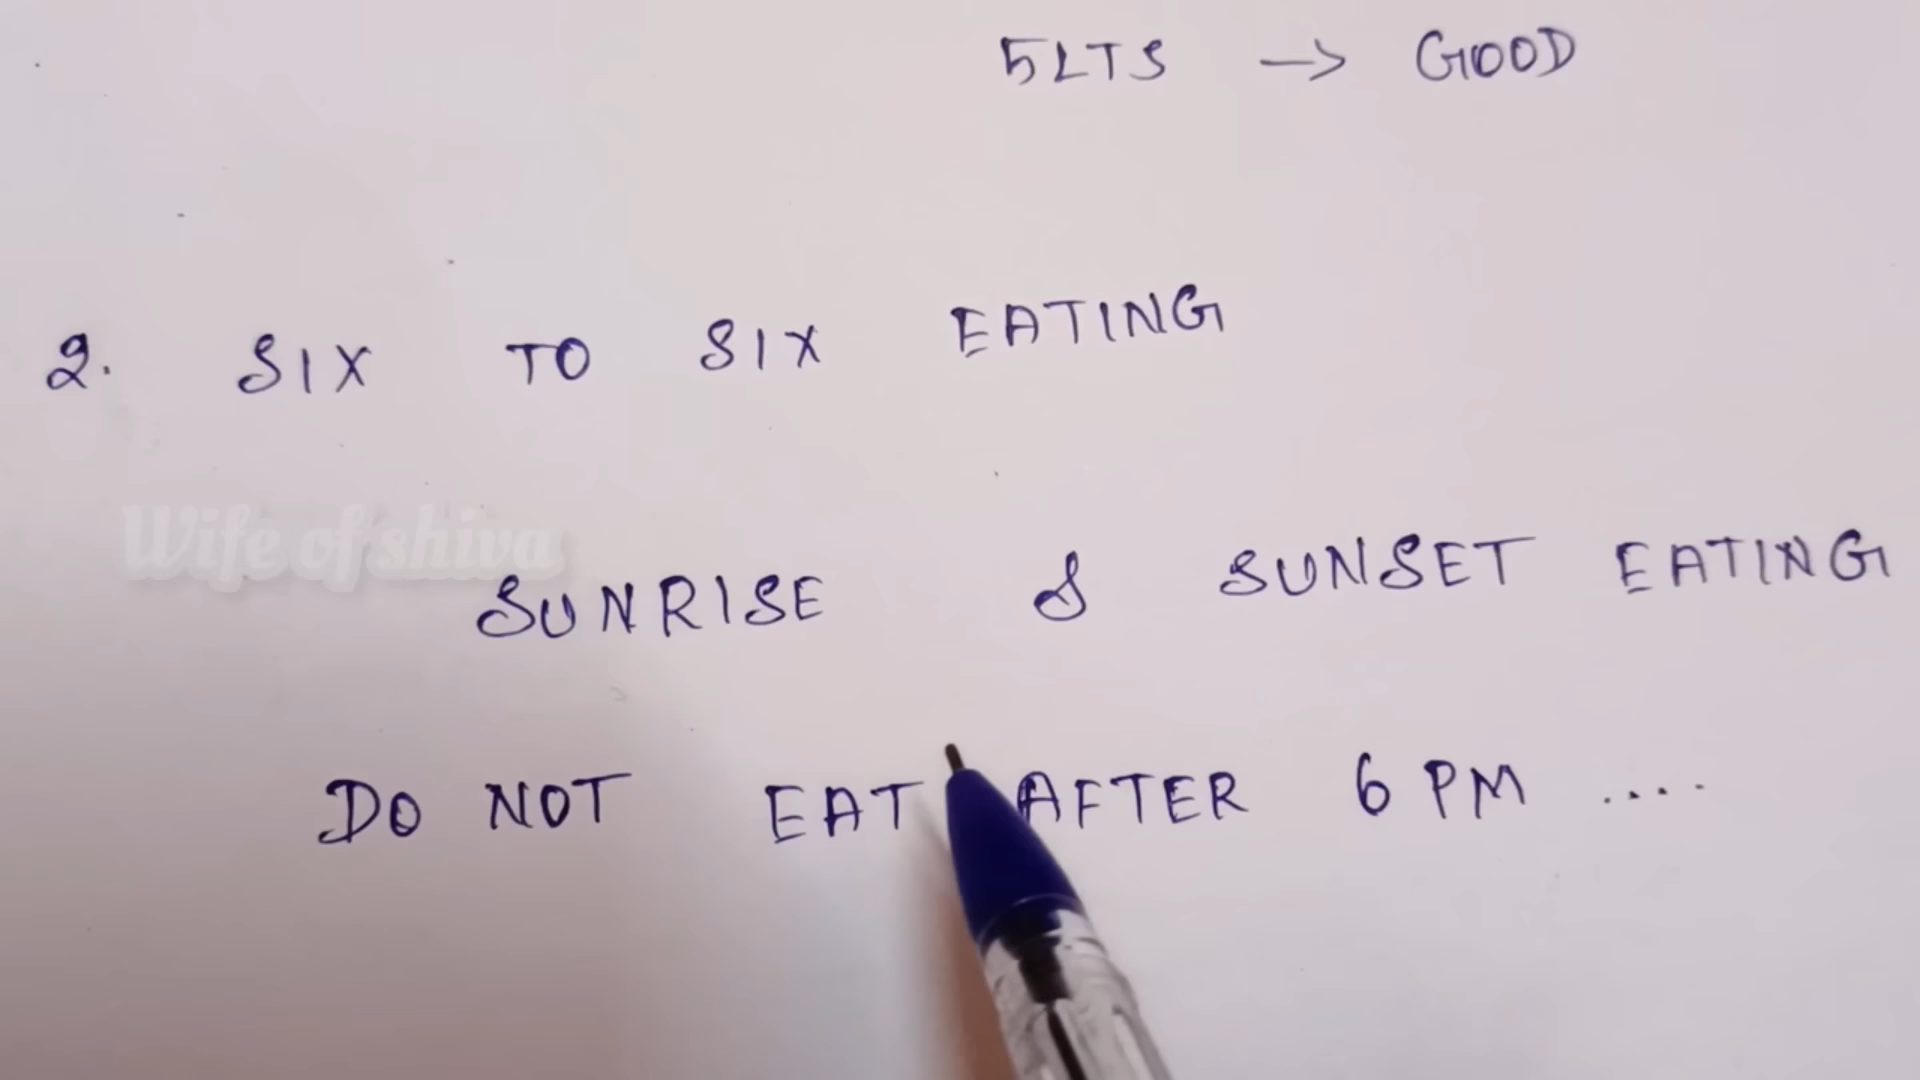 5LTS -> GOOD
2. SIX TO SIX EATING
Wife of shiva
SUNRISE & SUNSET EATING
DO NOT EAT AFTER 6 PM ....